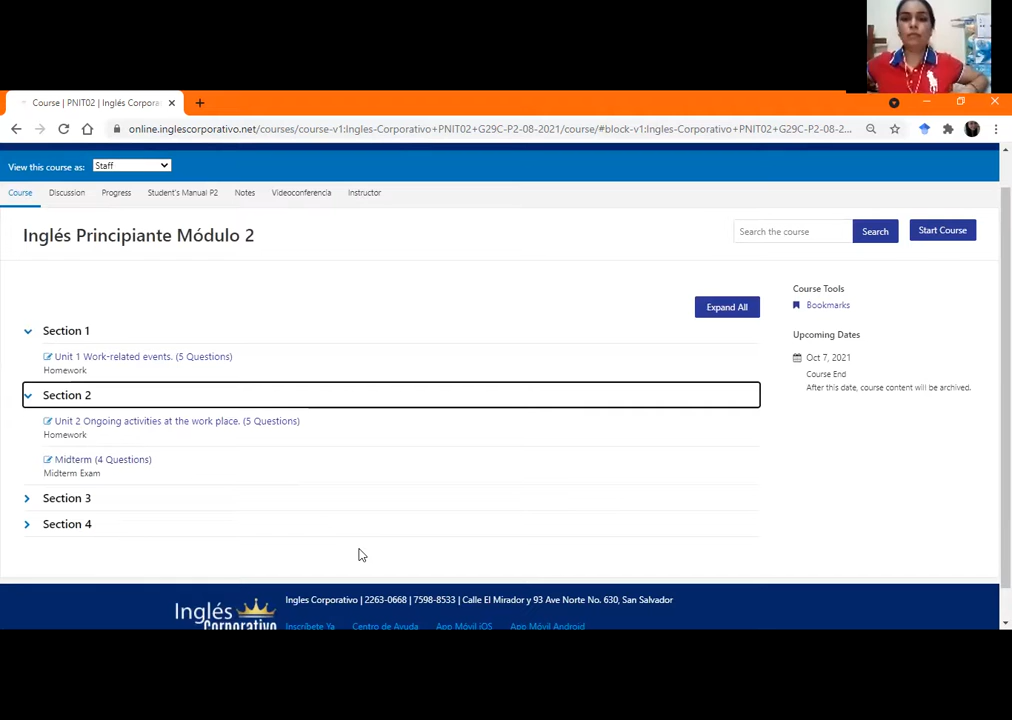 Course | PNIT02 | Inglés Corpora
online.inglescorporativo.net/courses/course-v1:Ingles-Corporativo+PNIT02+G29C-P2-08-2021/course/#block-v1:Ingles-Corporativo+PNIT02+G29C-P2-08-2...
View this course as: Staff
Course Discussion Progress Student's Manual P2 Notes Videoconferencia Instructor
Inglés Principiante Módulo 2
Search the course Search Start Course
Expand All
Course Tools
Bookmarks
Upcoming Dates
Oct 7, 2021
Course End
After this date, course content will be archived.
Section 1
Unit 1 Work-related events. (5 Questions)
Homework
Section 2
Unit 2 Ongoing activities at the work place. (5 Questions)
Homework
Midterm (4 Questions)
Midterm Exam
Section 3
Section 4
Inglés Corporativo
Ingles Corporativo | 2263-0668 | 7598-8533 | Calle El Mirador y 93 Ave Norte No. 630, San Salvador
Inscríbete Ya Centro de Ayuda App Móvil iOS App Móvil Android